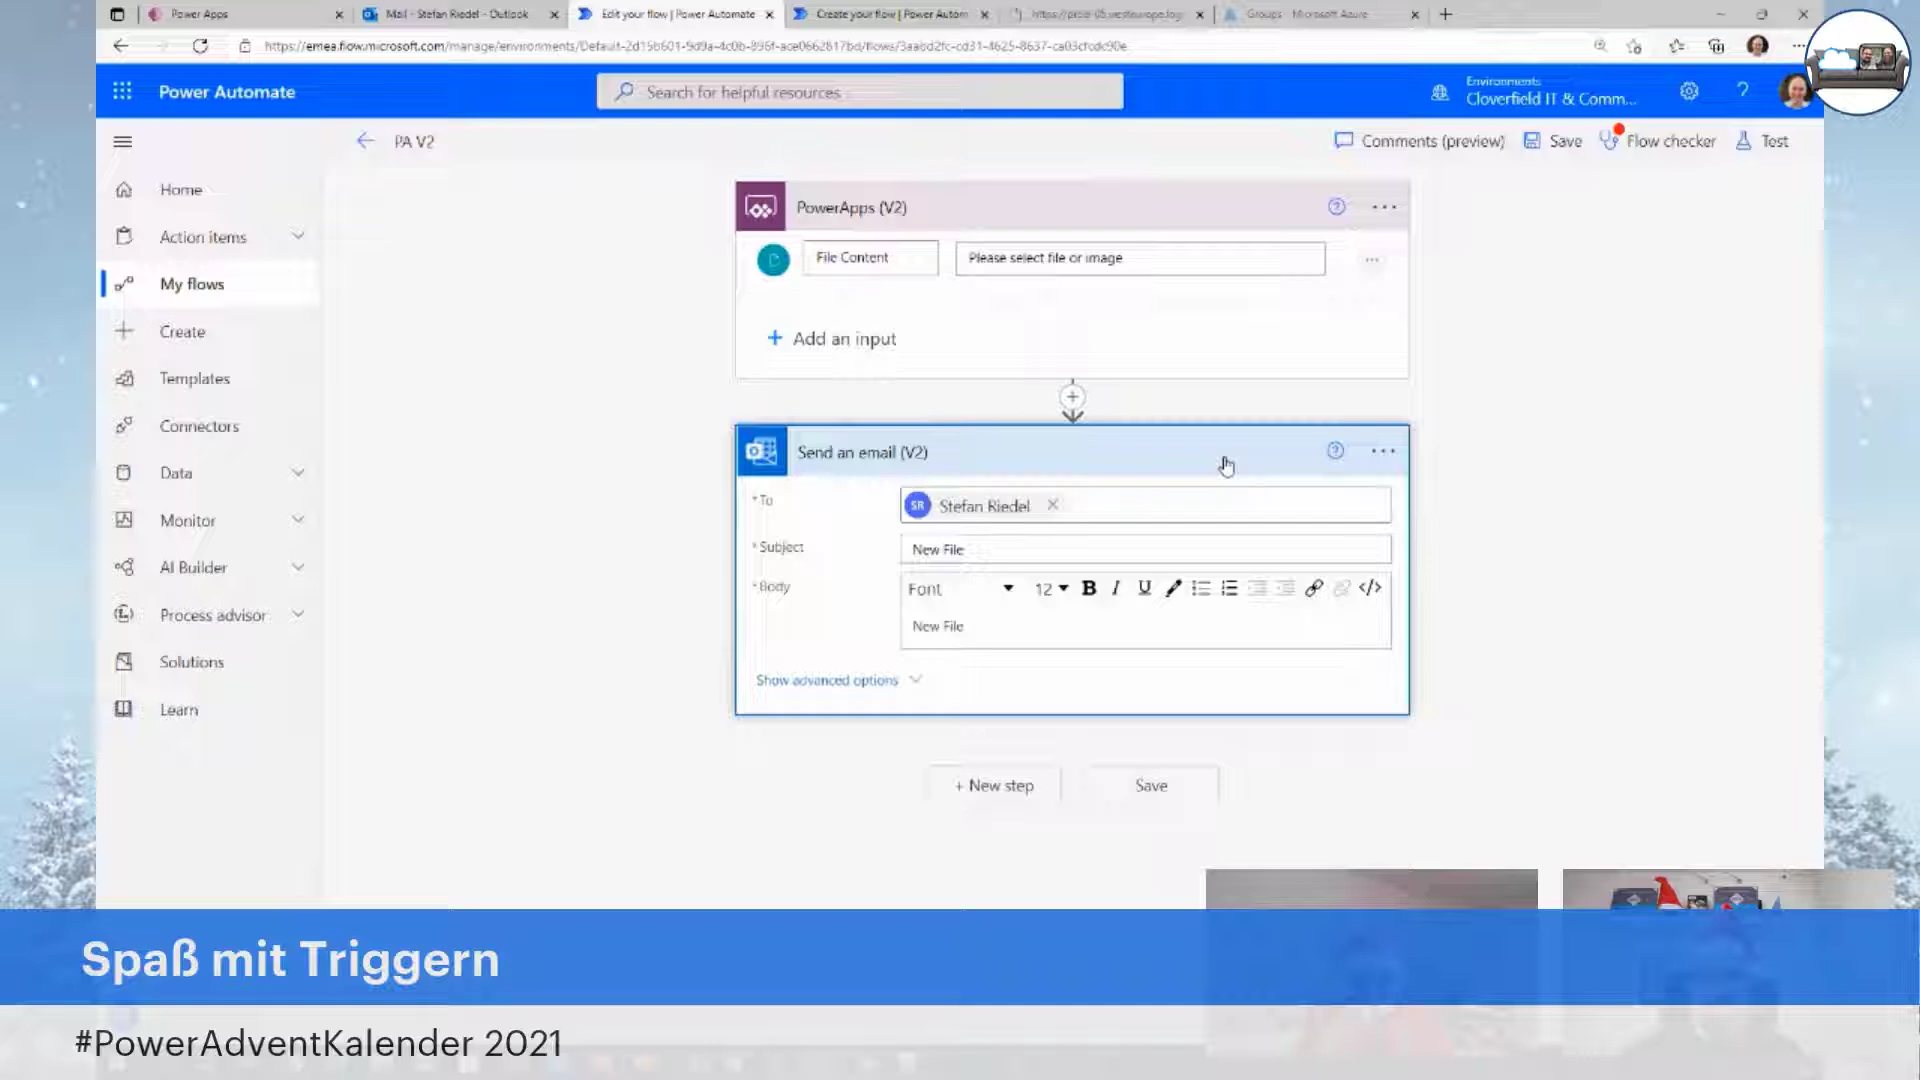 Power Apps
Mail - Stefan Riedel - Outlook
Edit your flow | Power Automate
Create your flow | Power Autom
Groups - Microsoft Azure
Power Automate
Search for helpful resources
Environments
Cloverfield IT & Comm...
PA V2
Comments (preview)
Save
Flow checker
Test
Home
Action items
My flows
Create
Templates
Connectors
Data
Monitor
AI Builder
Process advisor
Solutions
Learn
PowerApps (V2)
File Content
Please select file or image
...
+ Add an input
Send an email (V2)
* To
SR Stefan Riedel
* Subject
New File
* Body
Font
12
B I U
</>
New File
Show advanced options
+ New step
Save
Spaß mit Triggern
#PowerAdventKalender 2021